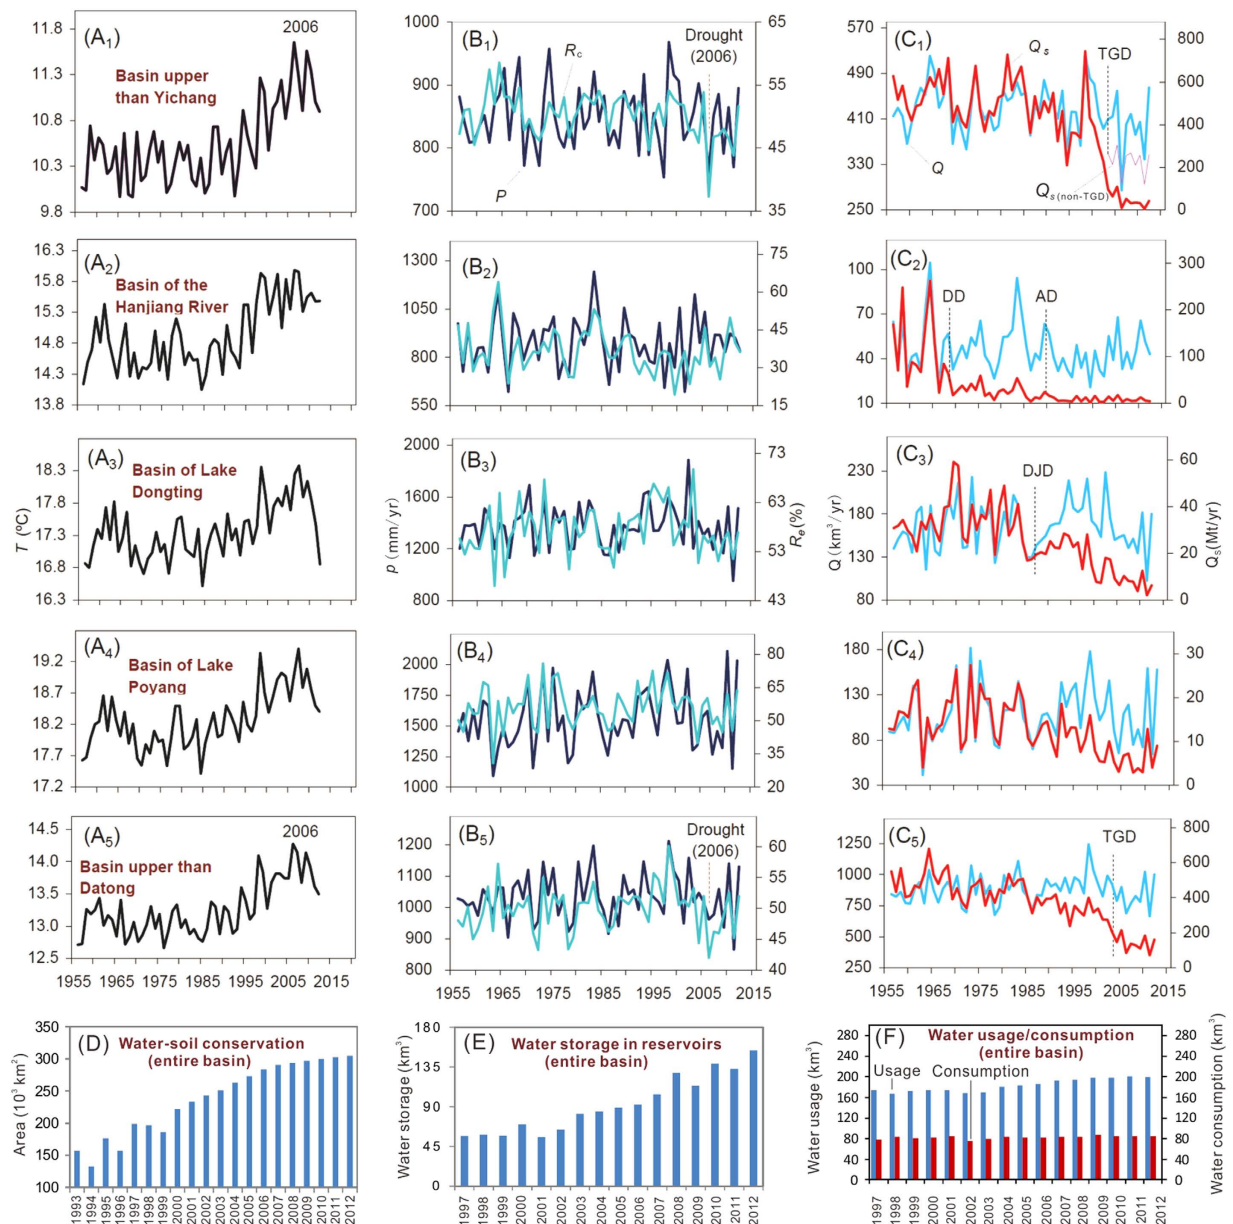 (A1)
2006
Basin upper
than Yichang
11.8
11.3
10.8
10.3
9.8
(B1)
Rc
P
Drought
(2006)
1000
900
800
700
65
55
45
35
(C1)
Qs
TGD
Q
Qs (non-TGD)
570
490
410
330
250
800
600
400
200
0
(A2)
Basin of the
Hanjiang River
16.3
15.8
15.3
14.8
14.3
13.8
(B2)
1300
1050
800
550
75
60
45
30
15
(C2)
DD
AD
100
70
40
10
300
200
100
0
(A3)
Basin of Lake
Dongting
18.3
17.8
17.3
16.8
16.3
T (ºC)
(B3)
2000
1600
1200
800
p (mm/yr)
73
63
53
43
Re(%)
(C3)
DJD
230
180
130
80
Q (km3/yr)
60
40
20
0
Qs(Mt/yr)
(A4)
Basin of Lake
Poyang
19.2
18.7
18.2
17.7
17.2
(B4)
2000
1750
1500
1250
1000
80
65
50
35
20
(C4)
180
130
80
30
30
20
10
0
(A5)
2006
Basin upper than
Datong
14.5
14.0
13.5
13.0
12.5
1955 1965 1975 1985 1995 2005 2015
(B5)
Drought
(2006)
1200
1100
1000
900
800
60
55
50
45
40
1955 1965 1975 1985 1995 2005 2015
(C5)
TGD
1250
1000
750
500
250
800
600
400
200
0
1955 1965 1975 1985 1995 2005 2015
(D) Water-soil conservation
(entire basin)
350
300
250
200
150
100
Area (103 km2)
1993 1994 1995 1996 1997 1998 1999 2000 2001 2002 2003 2004 2005 2006 2007 2008 2009 2010 2011 2012
(E) Water storage in reservoirs
(entire basin)
180
135
90
45
0
Water storage (km3)
1997 1998 1999 2000 2001 2002 2003 2004 2005 2006 2007 2008 2009 2010 2011 2012
(F) Water usage/consumption
(entire basin)
Usage Consumption
280
240
200
160
120
80
40
0
Water usage (km3)
280
240
200
160
120
80
40
0
Water consumption (km3)
1997 1998 1999 2000 2001 2002 2003 2004 2005 2006 2007 2008 2009 2010 2011 2012